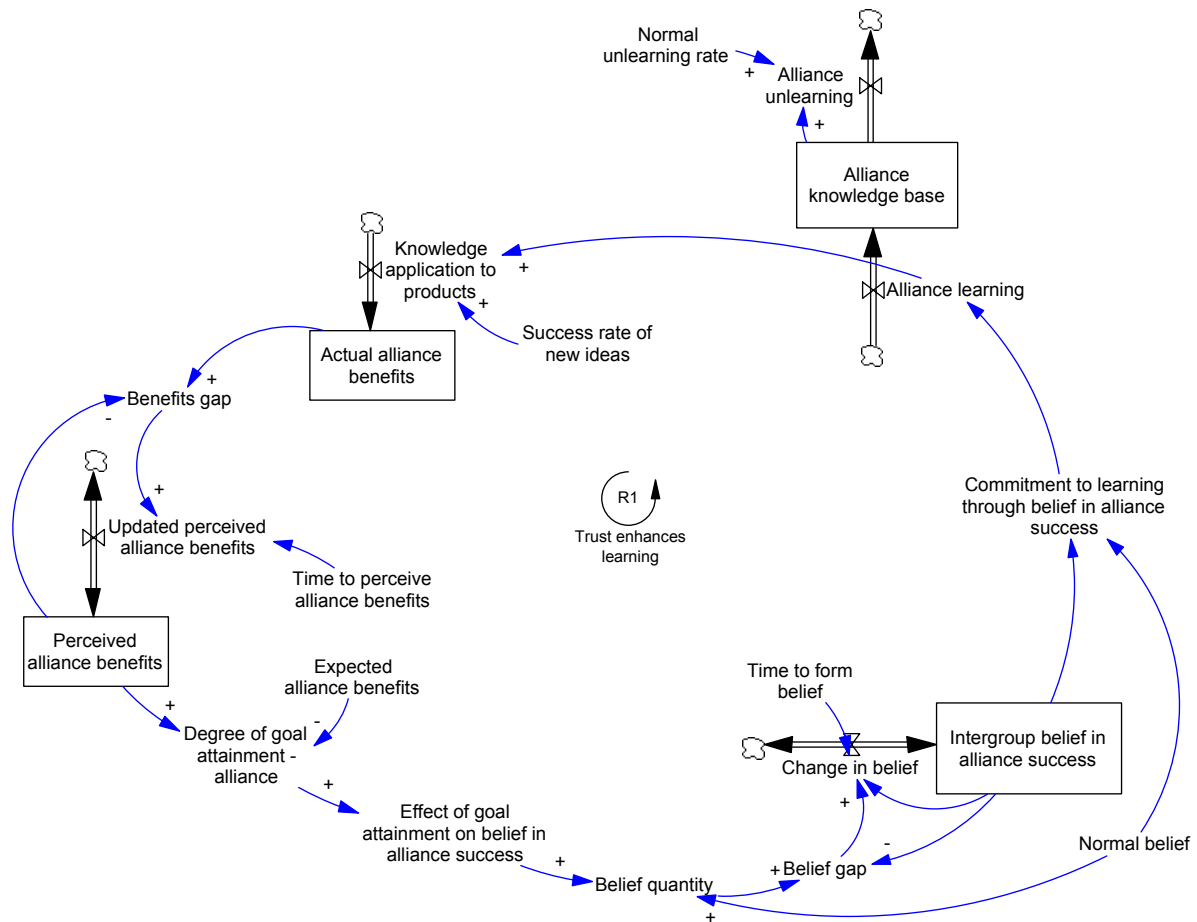 Normal
unlearning rate
+
Alliance
unlearning
+
Alliance
knowledge base
Knowledge
application to
products
+
+
Alliance learning
Success rate of
new ideas
Actual alliance
benefits
+
Benefits gap
-
+
Updated perceived
alliance benefits
Time to perceive
alliance benefits
R1
Trust enhances
learning
Commitment to learning
through belief in alliance
success
Perceived
alliance benefits
Expected
alliance benefits
+
-
Degree of goal
attainment -
alliance
+
Time to form
belief
Intergroup belief in
alliance success
Change in belief
+
-
Effect of goal
attainment on belief in
alliance success
+
Belief quantity
+
Belief gap
Normal belief
+